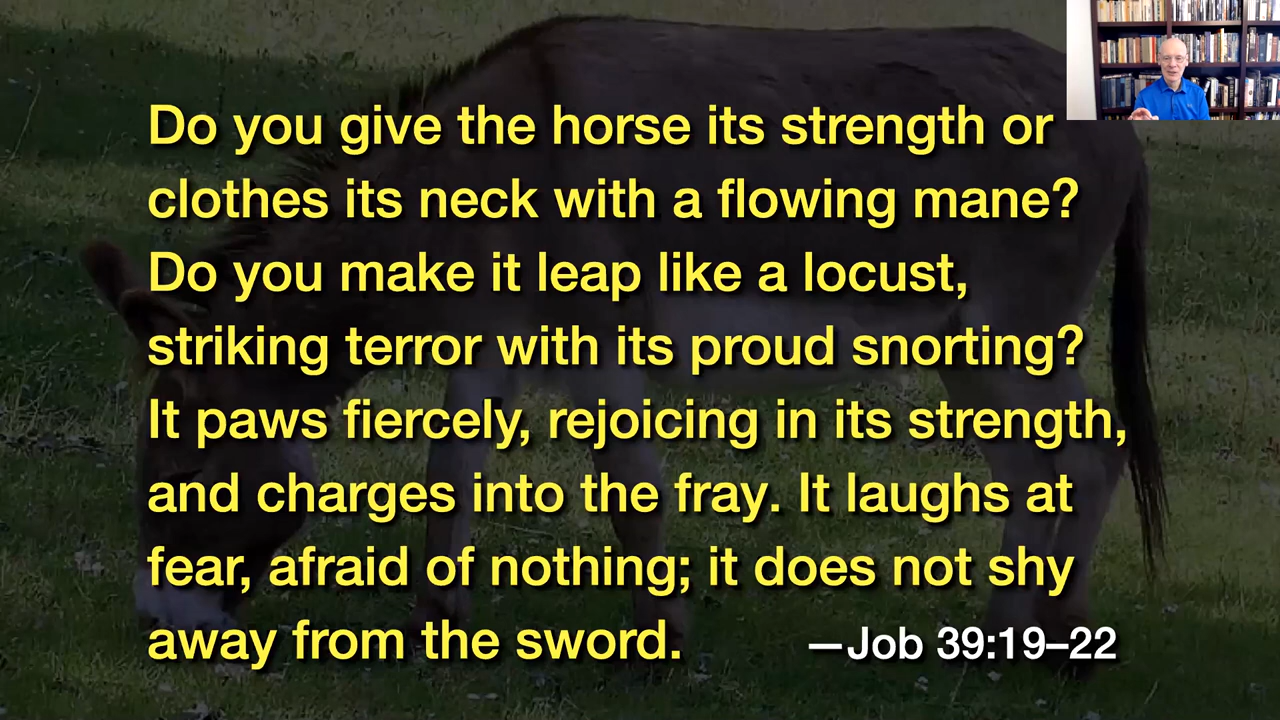 Do you give the horse its strength or
clothes its neck with a flowing mane?
Do you make it leap like a locust,
striking terror with its proud snorting?
It paws fiercely, rejoicing in its strength,
and charges into the fray. It laughs at
fear, afraid of nothing; it does not shy
away from the sword. —Job 39:19–22